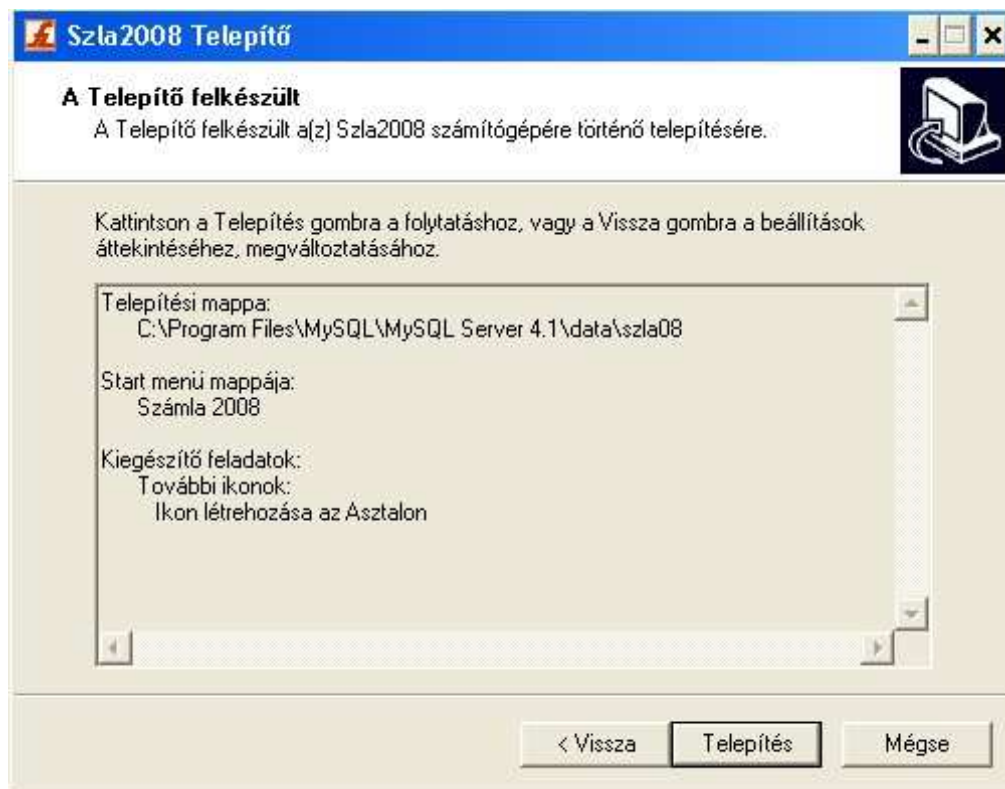 Szla2008 Telepítő
A Telepítő felkészült
A Telepítő felkészült a(z) Szla2008 számítógépére történő telepítésére.
Kattintson a Telepítés gombra a folytatáshoz, vagy a Vissza gombra a beállítások
áttekintéséhez, megváltoztatásához.
Telepítési mappa:
C:\Program Files\MySQL\MySQL Server 4.1\data\szla08
Start menü mappája:
Számla 2008
Kiegészítő feladatok:
További ikonok:
Ikon létrehozása az Asztalon
< Vissza
Telepítés
Mégse